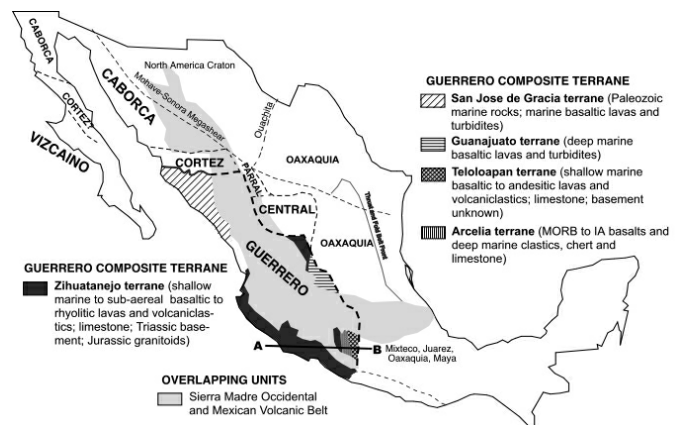 CABORCA
CORTEZ?
VIZCAINO
CABORCA
North America Craton
Mohave-Sonora Megashear
Ouachita
CORTEZ
PARRAL
OAXAQUIA
CENTRAL
OAXAQUIA
Thrust and Fold Belt Front
GUERRERO
A
B
Mixteco, Juarez,
Oaxaquia, Maya
GUERRERO COMPOSITE TERRANE
San Jose de Gracia terrane (Paleozoic
marine rocks; marine basaltic lavas and
turbidites)
Guanajuato terrane (deep marine
basaltic lavas and turbidites)
Teloloapan terrane (shallow marine
basaltic to andesitic lavas and
volcaniclastics; limestone; basement
unknown)
Arcelia terrane (MORB to IA basalts and
deep marine clastics, chert and
limestone)
GUERRERO COMPOSITE TERRANE
Zihuatanejo terrane (shallow
marine to sub-aereal basaltic to
rhyolitic lavas and volcaniclas-
tics; limestone; Triassic base-
ment; Jurassic granitoids)
OVERLAPPING UNITS
Sierra Madre Occidental
and Mexican Volcanic Belt